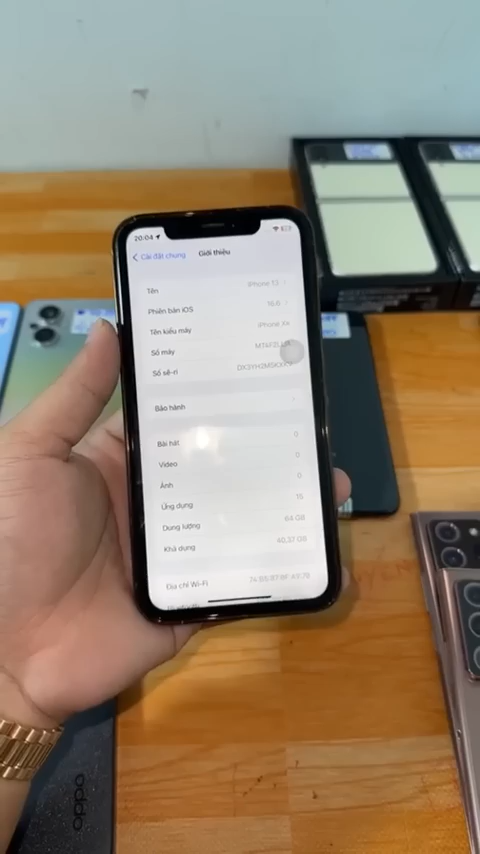 20:04
Cài đặt chung
Giới thiệu
Tên iPhone 13
Phiên bản iOS 16.6
Tên kiểu máy iPhone Xʀ
Số máy
Số sê-ri
Bảo hành
Bài hát 0
Video 0
Ảnh 0
Ứng dụng 15
Dung lượng 64 GB
Khả dụng 40,37 GB
Địa chỉ Wi-Fi
oppo